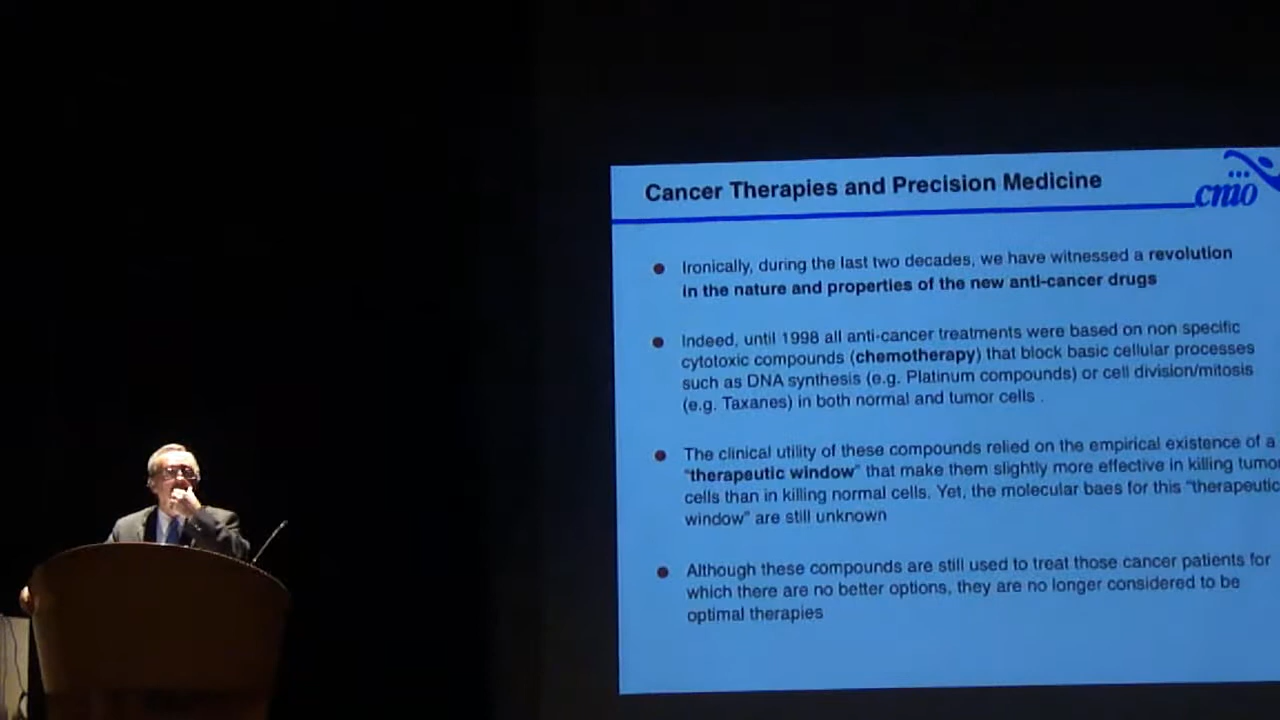 Cancer Therapies and Precision Medicine
cnio
Ironically, during the last two decades, we have witnessed a revolution
in the nature and properties of the new anti-cancer drugs
Indeed, until 1998 all anti-cancer treatments were based on non specific
cytotoxic compounds (chemotherapy) that block basic cellular processes
such as DNA synthesis (e.g. Platinum compounds) or cell division/mitosis
(e.g. Taxanes) in both normal and tumor cells .
The clinical utility of these compounds relied on the empirical existence of a
"therapeutic window" that make them slightly more effective in killing tumo
cells than in killing normal cells. Yet, the molecular baes for this "therapeutic
window" are still unknown
Although these compounds are still used to treat those cancer patients for
which there are no better options, they are no longer considered to be
optimal therapies